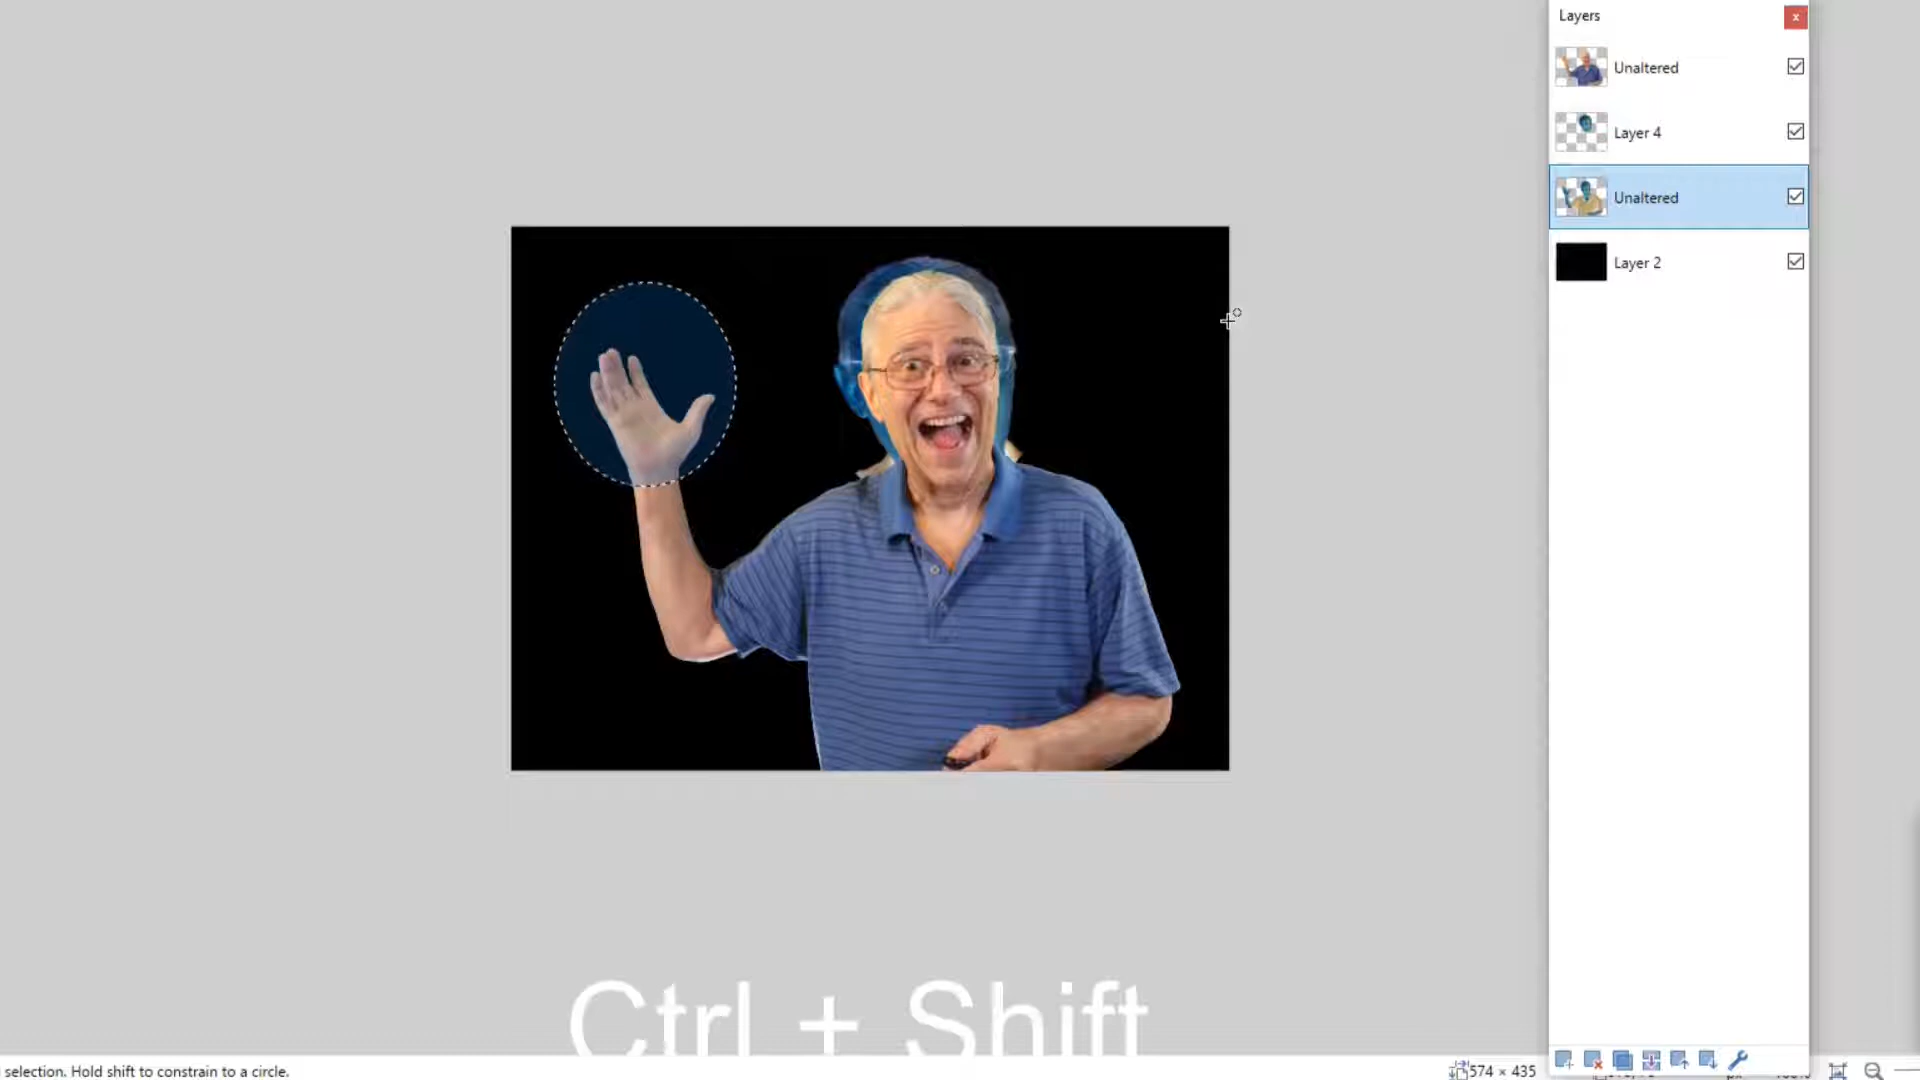 Layers
x
Unaltered
Layer 4
Unaltered
Layer 2
Ctrl + Shift
selection. Hold shift to constrain to a circle.
574 × 435